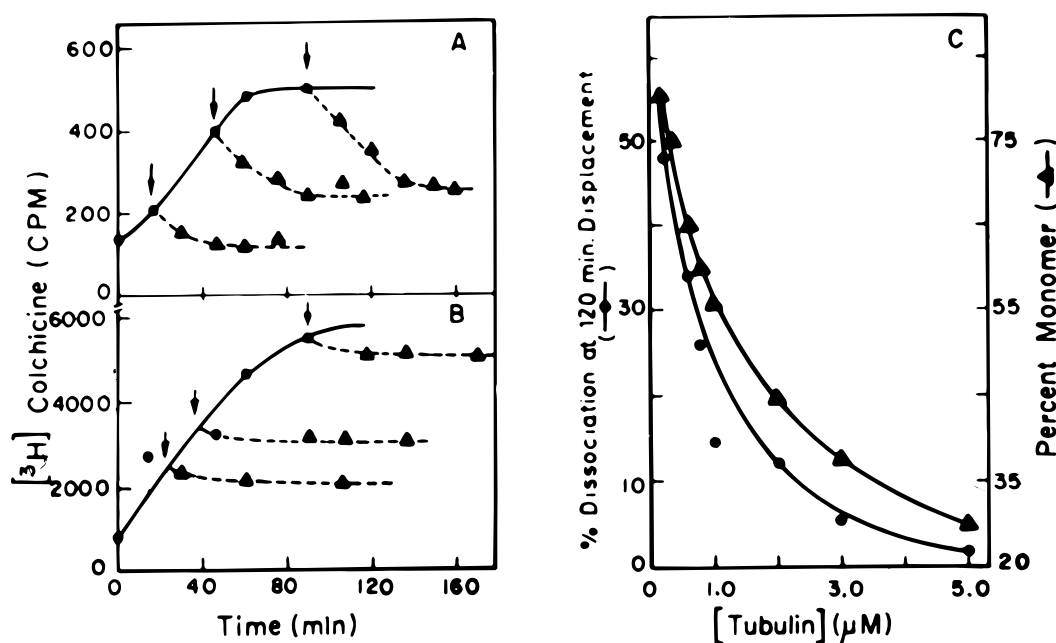 A
600
400
200
0
B
6000
4000
2000
0
[³H] Colchicine (CPM)
0 40 80 120 160
Time (min)
C
50
30
10
0
% Dissociation at 120 min. Displacement
( )
75
55
35
20
Percent Monomer ( )
0 1.0 3.0 5.0
[Tubulin] (µM)